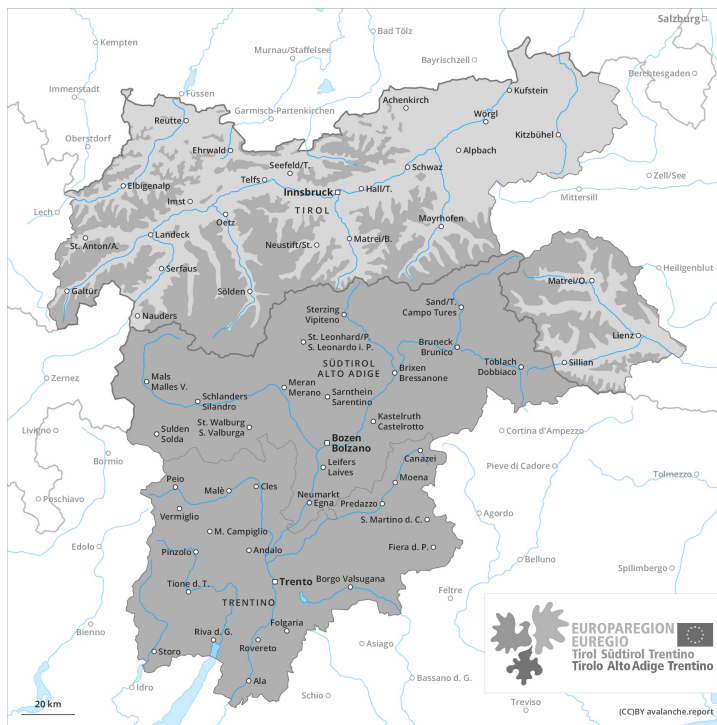 Salzburg
Kempten
Bad Tölz
Murnau/Staffelsee
Bayrischzell
Berchtesgaden
Immenstadt
Füssen
Garmisch-Partenkirchen
Achenkirch
Kufstein
Reutte
Wörgl
Oberstdorf
Ehrwald
Kitzbühel
Alpbach
Seefeld/T.
Schwaz
Telfs
Zell/See
Elbigenalp
Innsbruck
Hall/T.
Mittersill
Imst
TIROL
Lech
Oetz
Mayrhofen
Landeck
St. Anton/A.
Neustift/St.
Matrei/B.
Serfaus
Heiligenblut
Matrei/O.
Galtür
Sölden
Nauders
Sterzing
Vipiteno
Sand/T.
Campo Tures
Lienz
St. Leonhard/P.
S. Leonardo i. P.
Bruneck
Brunico
SÜDTIROL
ALTO ADIGE
Toblach
Dobbiaco
Sillian
Brixen
Bressanone
Zernez
Mals
Malles V.
Meran
Merano
Schlanders
Silandro
Sarnthein
Sarentino
Livigno
St. Walburg
S. Valburga
Kastelruth
Castelrotto
Sulden
Solda
Cortina d'Ampezzo
Bozen
Bolzano
Bormio
Canazei
Leifers
Laives
Pieve di Cadore
Tolmezzo
Moena
Peio
Malè
Cles
Neumarkt
Egna
Predazzo
Poschiavo
Vermiglio
S. Martino d. C.
Agordo
M. Campiglio
Edolo
Pinzolo
Andalo
Fiera d. P.
Belluno
Spilimbergo
Tione d. T.
Trento
Borgo Valsugana
Feltre
TRENTINO
Folgaria
Bienno
Riva d. G.
Rovereto
Asiago
Storo
Ala
Idro
Bassano d. G.
Schio
Treviso
EUROPAREGION
EUREGIO
Tirol Südtirol Trentino
Tirolo Alto Adige Trentino
20 km
(CC)BY avalanche.report